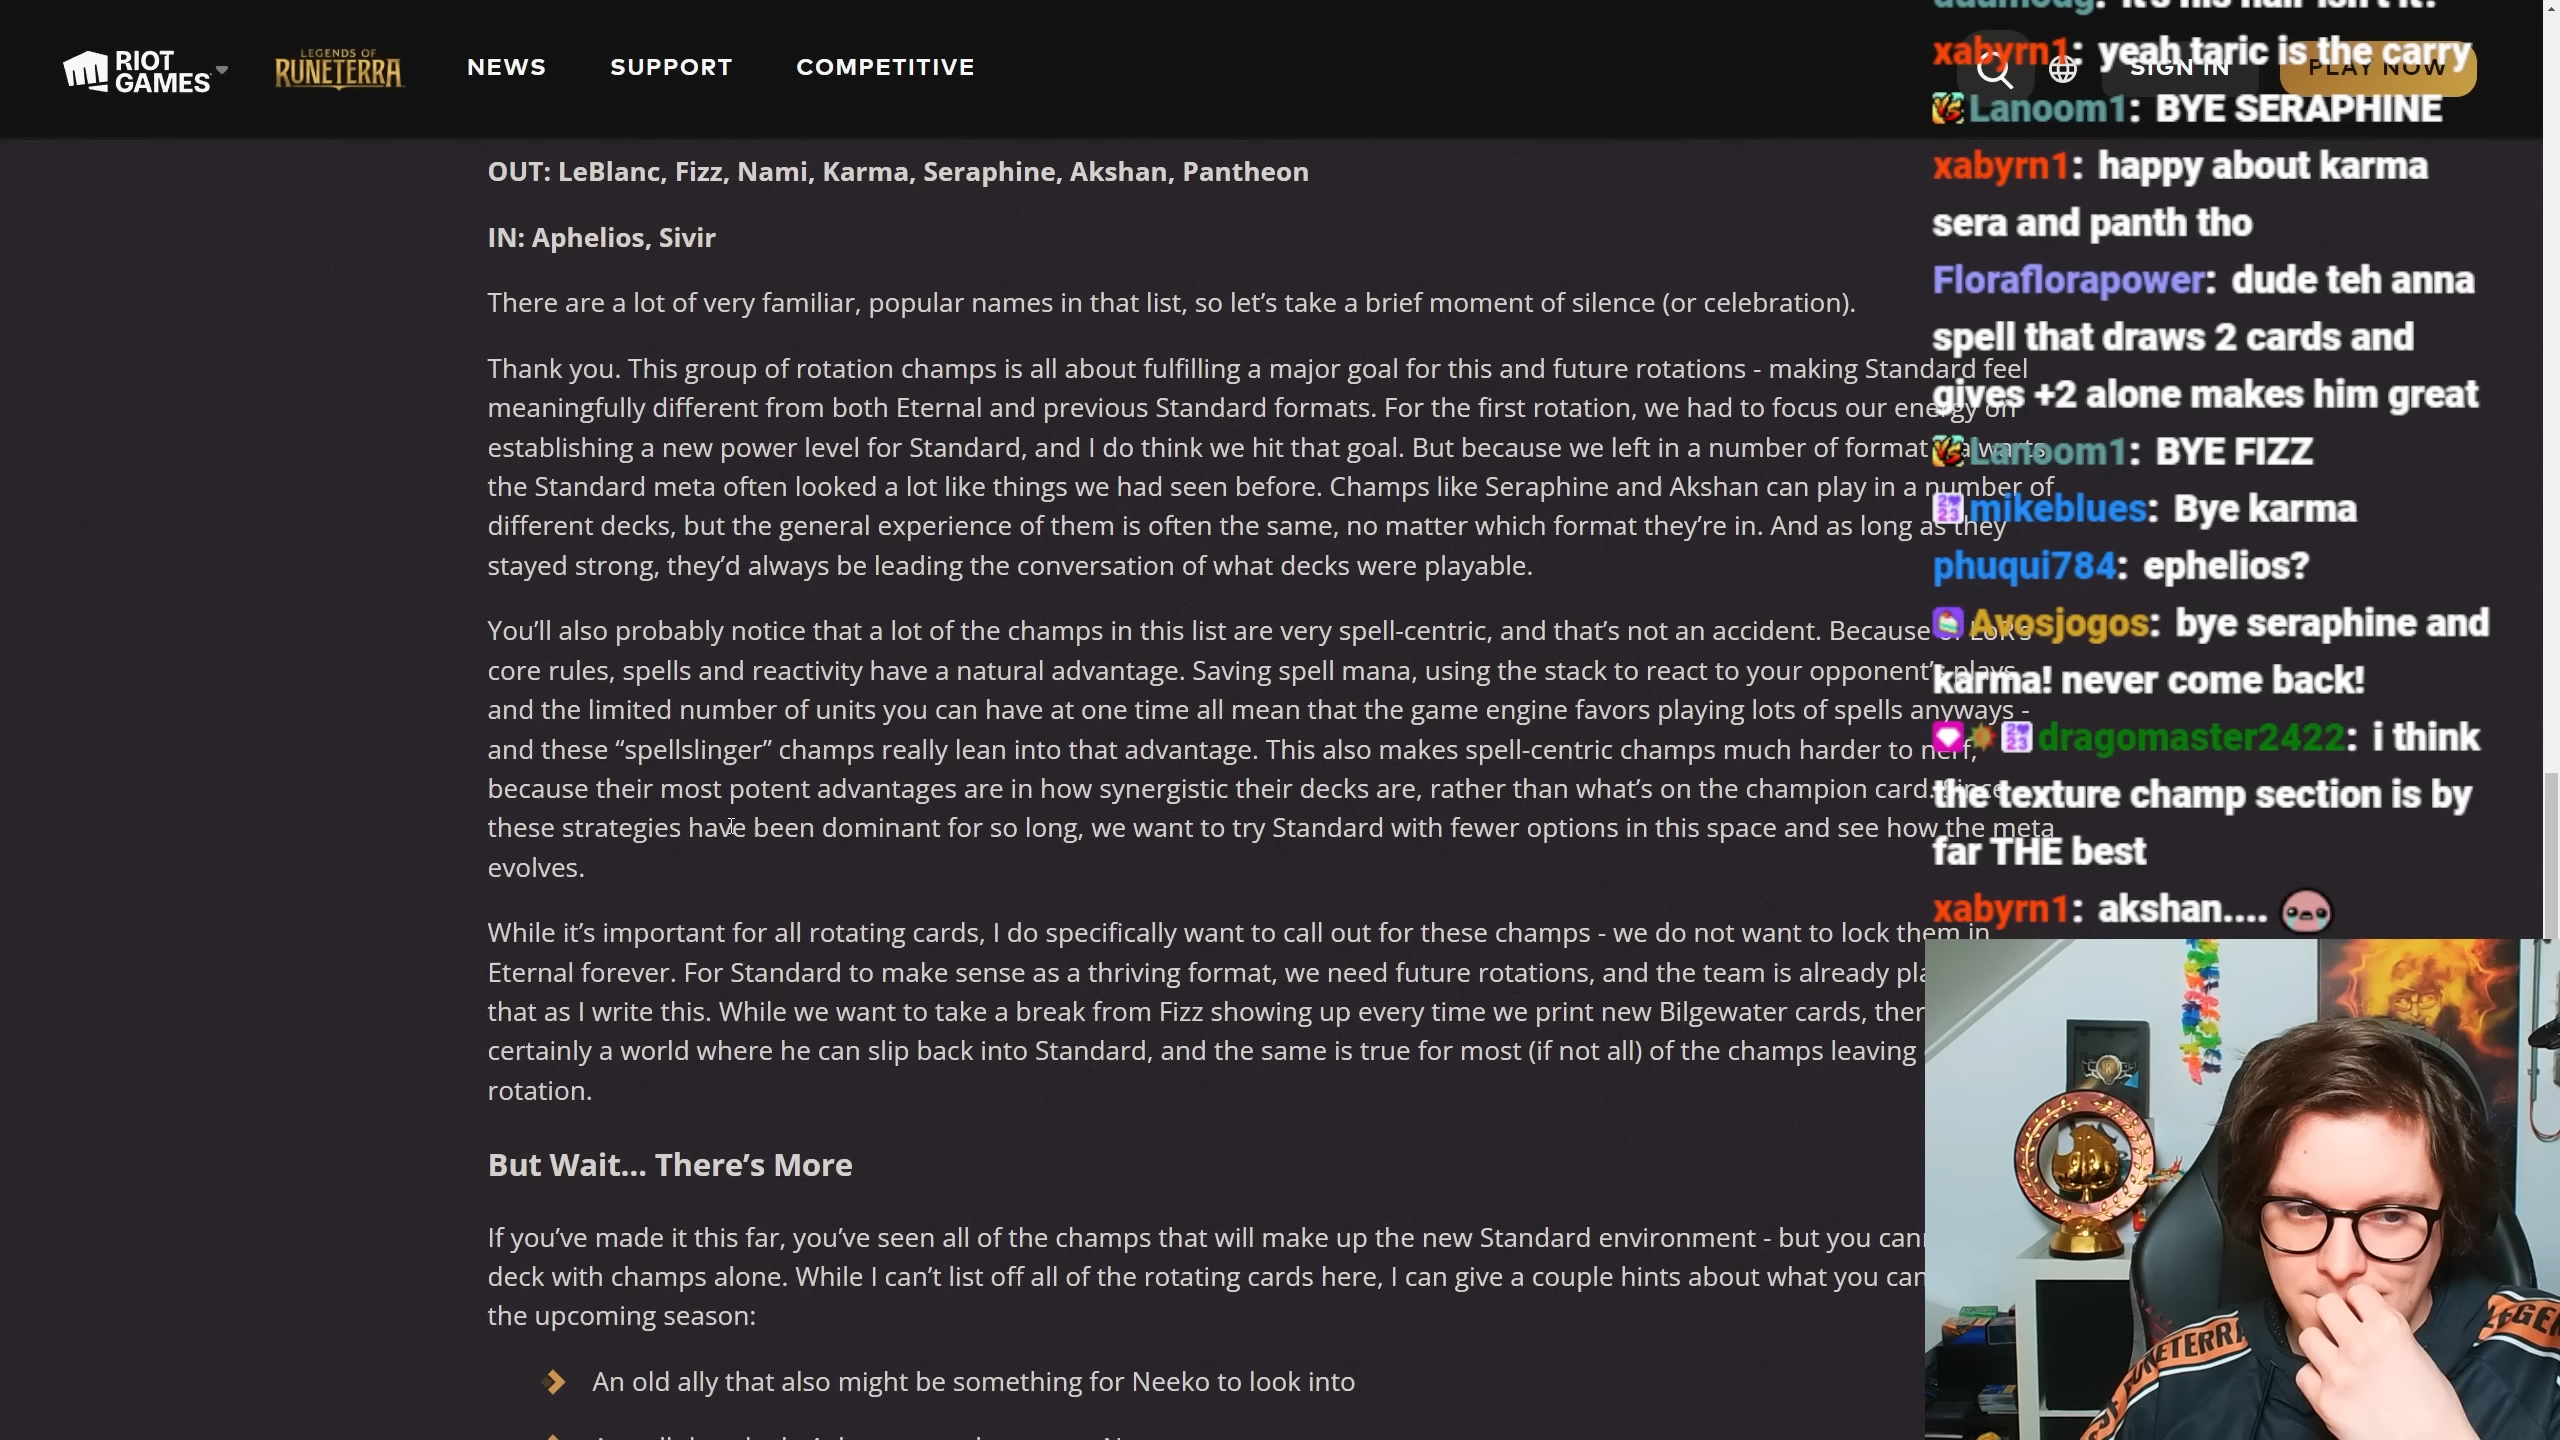 RIOT
GAMES
LEGENDS OF
RUNETERRA
NEWS
SUPPORT
COMPETITIVE
SIGN IN
PLAY NOW
OUT: LeBlanc, Fizz, Nami, Karma, Seraphine, Akshan, Pantheon
IN: Aphelios, Sivir
There are a lot of very familiar, popular names in that list, so let’s take a brief moment of silence (or celebration).
Thank you. This group of rotation champs is all about fulfilling a major goal for this and future rotations - making Standard feel
meaningfully different from both Eternal and previous Standard formats. For the first rotation, we had to focus our energy on
establishing a new power level for Standard, and I do think we hit that goal. But because we left in a number of format
the Standard meta often looked a lot like things we had seen before. Champs like Seraphine and Akshan can play in a number of
different decks, but the general experience of them is often the same, no matter which format they’re in. And as long as they
stayed strong, they’d always be leading the conversation of what decks were playable.
You’ll also probably notice that a lot of the champs in this list are very spell-centric, and that’s not an accident. Because of LoR’s
core rules, spells and reactivity have a natural advantage. Saving spell mana, using the stack to react to your opponent’s plays
and the limited number of units you can have at one time all mean that the game engine favors playing lots of spells anyways -
and these “spellslinger” champs really lean into that advantage. This also makes spell-centric champs much harder to nerf,
because their most potent advantages are in how synergistic their decks are, rather than what’s on the champion card. Since
these strategies have been dominant for so long, we want to try Standard with fewer options in this space and see how the meta
evolves.
While it’s important for all rotating cards, I do specifically want to call out for these champs - we do not want to lock them in
Eternal forever. For Standard to make sense as a thriving format, we need future rotations, and the team is already
that as I write this. While we want to take a break from Fizz showing up every time we print new Bilgewater cards,
certainly a world where he can slip back into Standard, and the same is true for most (if not all) of the champs leaving
rotation.
But Wait... There’s More
If you’ve made it this far, you’ve seen all of the champs that will make up the new Standard environment - but you
deck with champs alone. While I can’t list off all of the rotating cards here, I can give a couple hints about what you can
the upcoming season:
An old ally that also might be something for Neeko to look into
xabyrn1: yeah taric is the carry
Lanoom1: BYE SERAPHINE
xabyrn1: happy about karma
sera and panth tho
Floraflorapower: dude teh anna
spell that draws 2 cards and
gives +2 alone makes him great
Lanoom1: BYE FIZZ
mikeblues: Bye karma
phuqui784: ephelios?
Avosjogos: bye seraphine and
karma! never come back!
dragomaster2422: i think
the texture champ section is by
far THE best
xabyrn1: akshan....